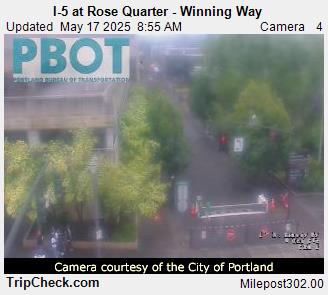 I-5 at Rose Quarter - Winning Way
Updated May 17 2025 8:55 AM Camera 4
PBOT
PORTLAND BUREAU OF TRANSPORTATION
Camera courtesy of the City of Portland
TripCheck.com Milepost302.00